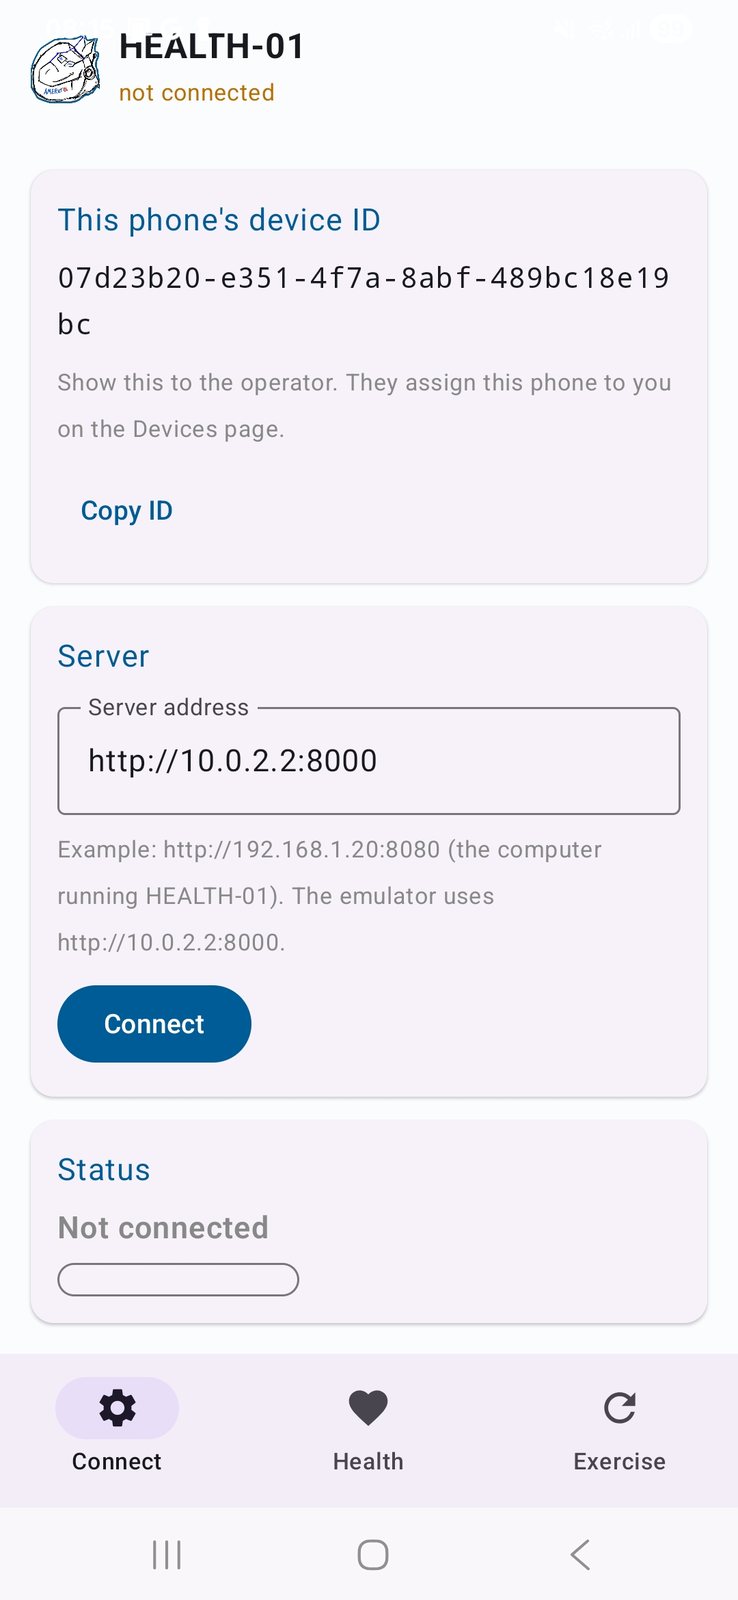 HEALTH-01
not connected
This phone's device ID
07d23b20-e351-4f7a-8abf-489bc18e19
bc
Show this to the operator. They assign this phone to you
on the Devices page.
Copy ID
Server
Server address
http://10.0.2.2:8000
Example: http://192.168.1.20:8080 (the computer
running HEALTH-01). The emulator uses
http://10.0.2.2:8000.
Connect
Status
Not connected
Connect
Health
Exercise